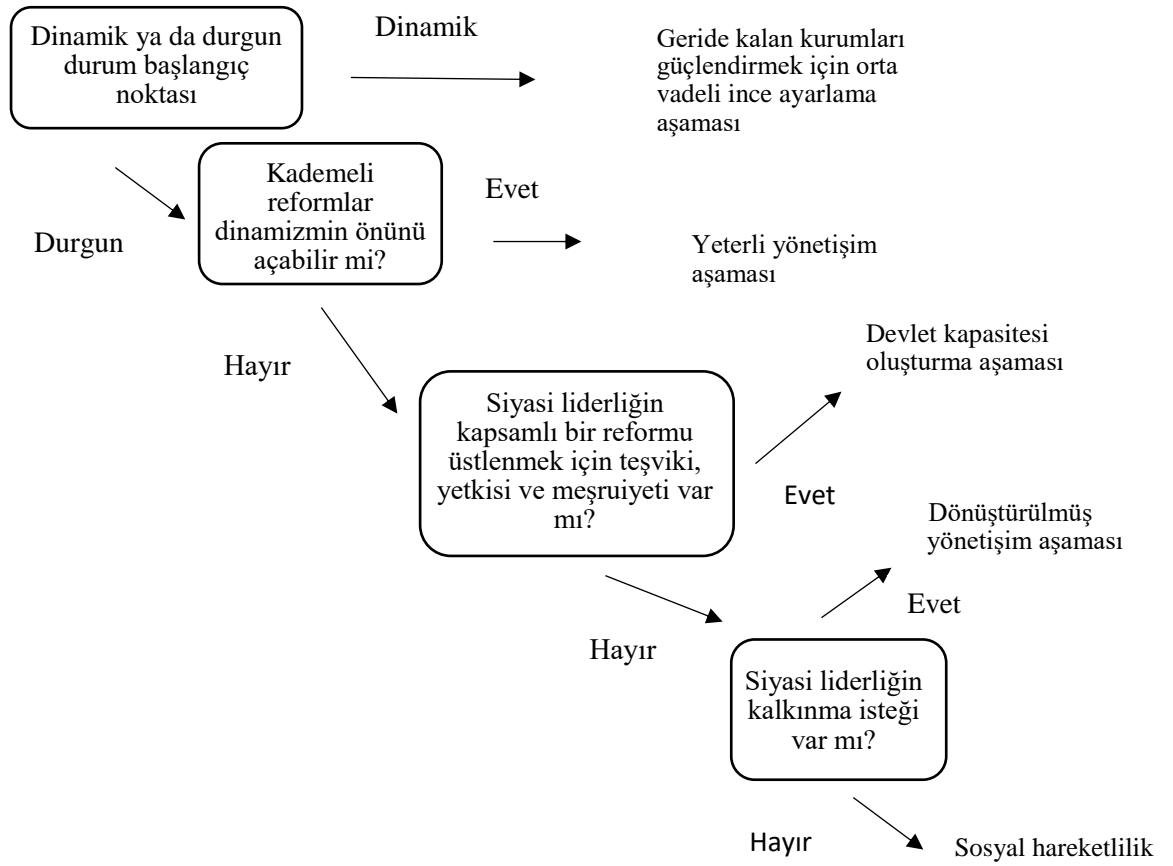 Dinamik ya da durgun
durum başlangıç
noktası
Dinamik
Geride kalan kurumları
güçlendirmek için orta
vadeli ince ayarlama
aşaması
Durgun
Kademeli
reformlar
dinamizmin önünü
açabilir mi?
Evet
Yeterli yönetişim
aşaması
Hayır
Siyasi liderliğin
kapsamlı bir reformu
üstlenmek için teşviki,
yetkisi ve meşruiyeti var
mı?
Devlet kapasitesi
oluşturma aşaması
Evet
Hayır
Siyasi liderliğin
kalkınma isteği
var mı?
Dönüştürülmüş
yönetişim aşaması
Evet
Hayır
Sosyal hareketlilik